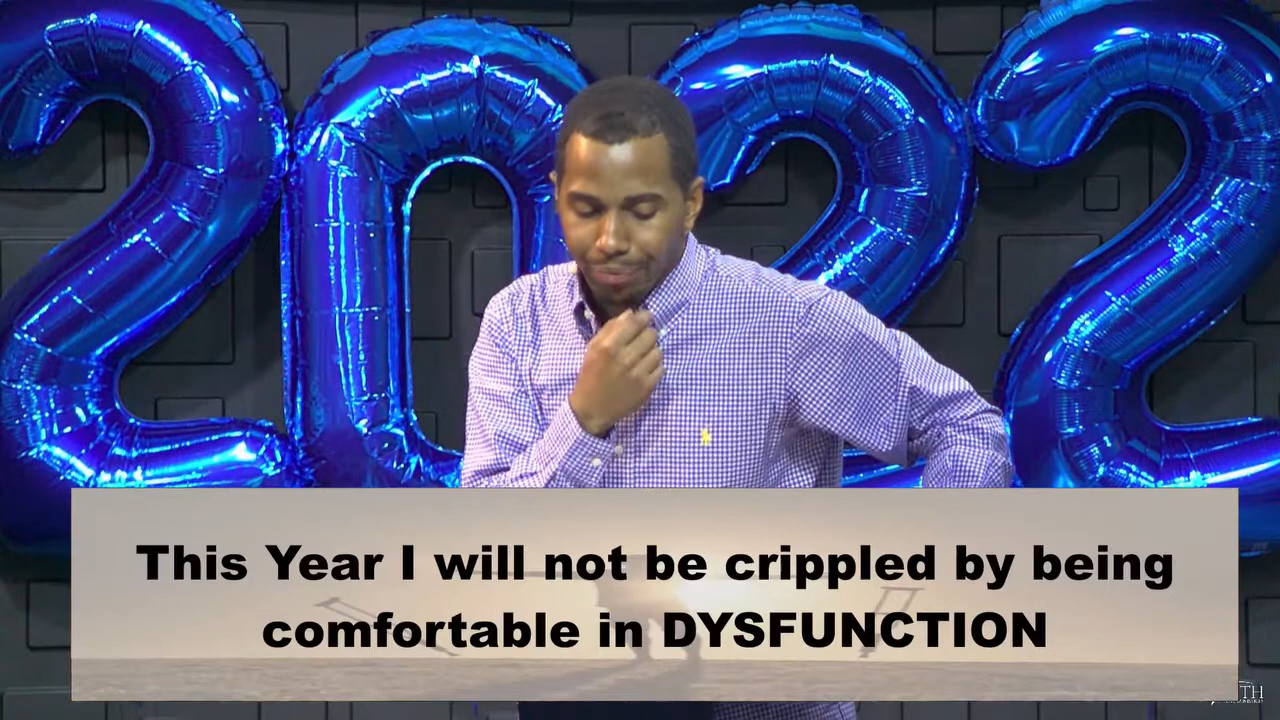 2022
This Year I will not be crippled by being
comfortable in DYSFUNCTION